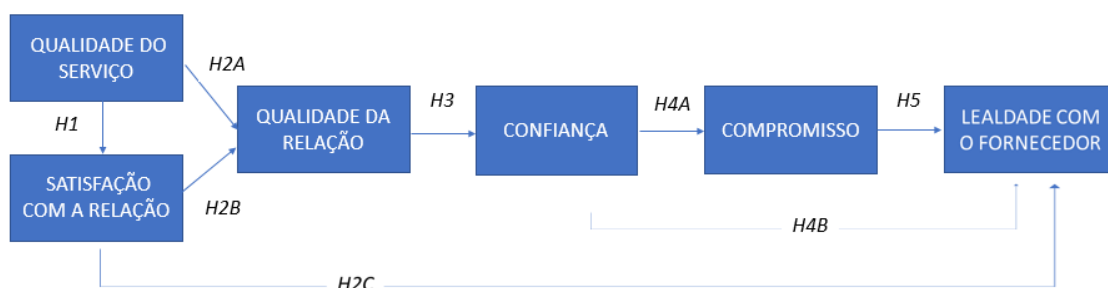 QUALIDADE DO
SERVIÇO
H2A
H1
QUALIDADE DA
RELAÇÃO
H3
CONFIANÇA
H4A
COMPROMISSO
H5
LEALDADE COM
O FORNECEDOR
SATISFAÇÃO
COM A RELAÇÃO
H2B
H4B
H2C